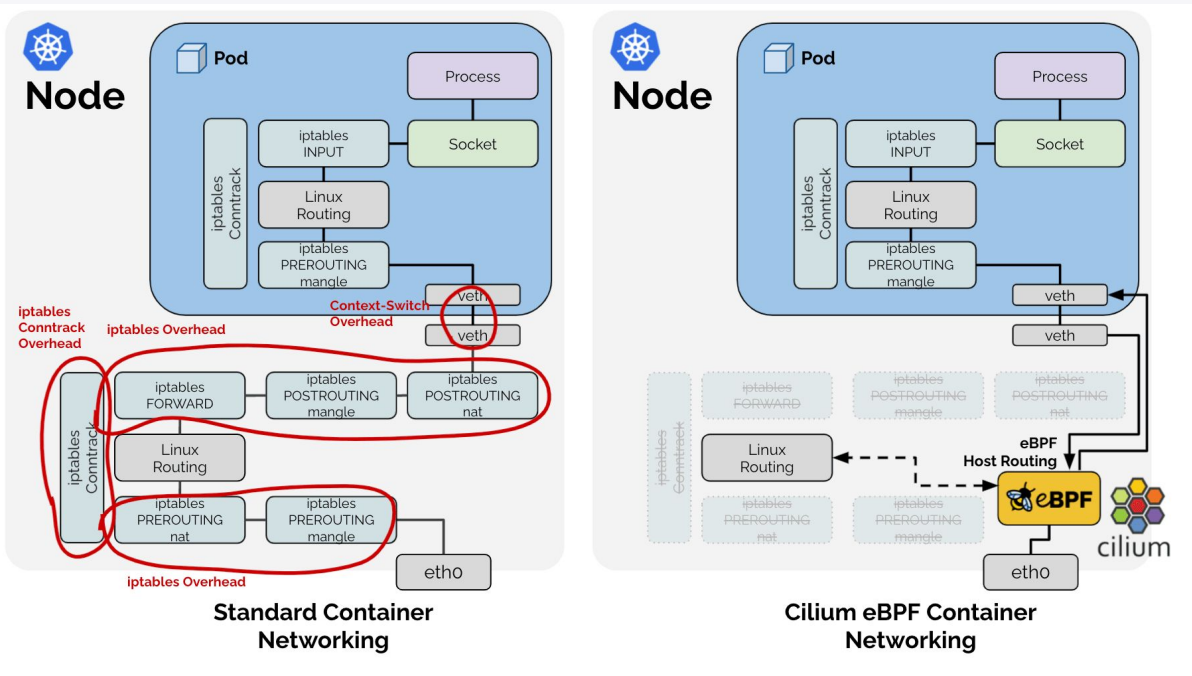 Node
Pod
Process
Socket
iptables
INPUT
iptables
Conntrack
Linux
Routing
iptables
PREROUTING
mangle
veth
Context-Switch
Overhead
veth
iptables
Conntrack
Overhead
iptables Overhead
iptables
Conntrack
iptables
FORWARD
iptables
POSTROUTING
mangle
iptables
POSTROUTING
nat
Linux
Routing
iptables
PREROUTING
nat
iptables
PREROUTING
mangle
iptables Overhead
eth0
Standard Container
Networking
Node
Pod
Process
Socket
iptables
INPUT
iptables
Conntrack
Linux
Routing
iptables
PREROUTING
mangle
veth
veth
iptables
Conntrack
iptables
FORWARD
iptables
POSTROUTING
mangle
iptables
POSTROUTING
nat
Linux
Routing
eBPF
Host Routing
iptables
PREROUTING
nat
iptables
PREROUTING
mangle
eBPF
cilium
eth0
Cilium eBPF Container
Networking